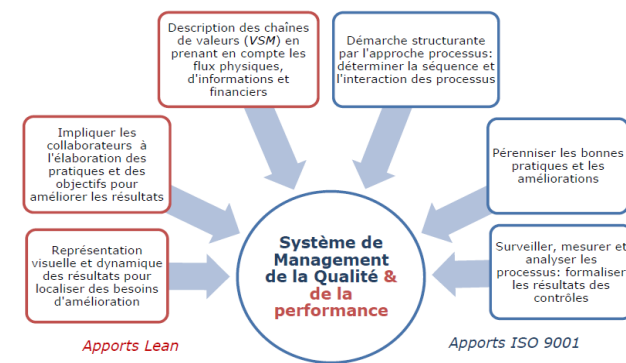 Description des chaînes
de valeurs (VSM) en
prenant en compte les
flux physiques,
d'informations et
financiers
Démarche structurante
par l'approche processus:
déterminer la séquence et
l'interaction des processus
Impliquer les
collaborateurs à
l'élaboration des
pratiques et des
objectifs pour
améliorer les résultats
Pérenniser les bonnes
pratiques et les
améliorations
Représentation
visuelle et dynamique
des résultats pour
localiser des besoins
d'amélioration
Système de
Management
de la Qualité &
de la
performance
Surveiller, mesurer et
analyser les
processus: formaliser
les résultats des
contrôles
Apports Lean
Apports ISO 9001